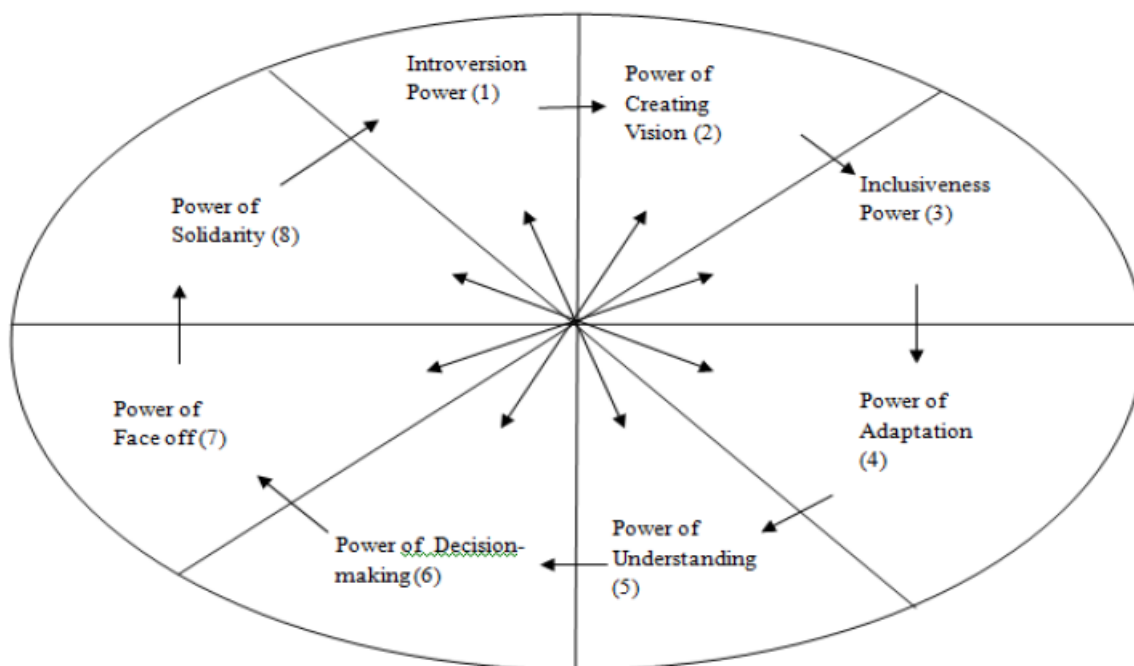 Introversion
Power (1)
Power of
Creating
Vision (2)
Inclusiveness
Power (3)
Power of
Adaptation
(4)
Power of
Understanding
(5)
Power of Decision-
making (6)
Power of
Face off (7)
Power of
Solidarity (8)